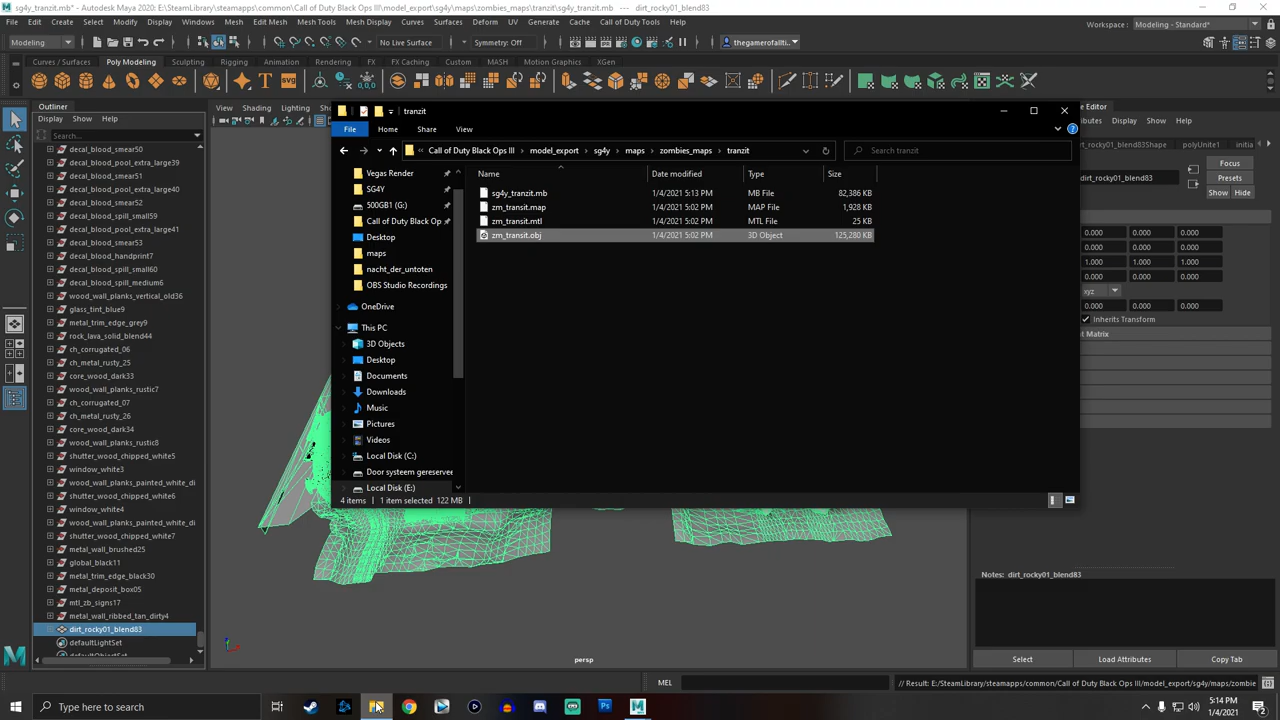 sg4y_tranzit.mb* - Autodesk Maya 2020: E:\SteamLibrary\steamapps\common\Call of Duty Black Ops III\model_export\sg4y\maps\zombies_maps\tranzit\sg4y_tranzit.mb --- dirt_rocky01_blend83
File Edit Create Select Modify Display Windows Mesh Edit Mesh Mesh Tools Mesh Display Curves Surfaces Deform UV Generate Cache Call of Duty Tools Help
Workspace : Modeling - Standard*
Modeling No Live Surface Symmetry: Off thegamerofallti...
Curves / Surfaces Poly Modeling Sculpting Rigging Animation Rendering FX FX Caching Custom MASH Motion Graphics XGen
Outliner
Display Show Help
Search...
decal_blood_smear50
decal_blood_pool_extra_large39
decal_blood_smear51
decal_blood_pool_extra_large40
decal_blood_smear52
decal_blood_spill_small59
decal_blood_smear53
decal_blood_handprint7
decal_blood_spill_small60
decal_blood_spill_medium6
wood_wall_planks_vertical_old36
glass_tint_blue9
metal_trim_edge_grey9
rock_lava_solid_blend44
ch_corrugated_06
ch_metal_rusty_25
core_wood_dark33
wood_wall_planks_rustic7
ch_corrugated_07
ch_metal_rusty_26
core_wood_dark34
wood_wall_planks_rustic8
shutter_wood_chipped_white5
window_white3
wood_wall_planks_painted_white_di
shutter_wood_chipped_white6
window_white4
wood_wall_planks_painted_white_di
shutter_wood_chipped_white7
metal_wall_brushed25
global_black11
metal_trim_edge_black30
metal_deposit_box05
mtl_zb_signs17
metal_wall_ribbed_tan_dirty4
dirt_rocky01_blend83
defaultLightSet
View Shading Lighting
tranzit
File Home Share View
Call of Duty Black Ops III model_export sg4y maps zombies_maps tranzit
Search tranzit
Vegas Render
SG4Y
500GB1 (G:)
Call of Duty Black Op
Desktop
maps
nacht_der_untoten
OBS Studio Recordings
OneDrive
This PC
3D Objects
Desktop
Documents
Downloads
Music
Pictures
Videos
Local Disk (C:)
Door systeem gereservee
Local Disk (E:)
Name Date modified Type Size
sg4y_tranzit.mb 1/4/2021 5:13 PM MB File 82,386 KB
zm_transit.map 1/4/2021 5:02 PM MAP File 1,928 KB
zm_transit.mtl 1/4/2021 5:02 PM MTL File 25 KB
zm_transit.obj 1/4/2021 5:02 PM 3D Object 125,280 KB
4 items 1 item selected 122 MB
persp
e Editor
butes Show Help
dirt_rocky01_blend83Shape polyUnite1 initia
dirt_rocky01_blend83
Focus
Presets
Show Hide
0.000 0.000 0.000
0.000 0.000 0.000
1.000 1.000 1.000
0.000 0.000 0.000
xyz
0.000 0.000 0.000
Inherits Transform
t Matrix
Notes: dirt_rocky01_blend83
Select Load Attributes Copy Tab
MEL
// Result: E:/SteamLibrary/steamapps/common/Call of Duty Black Ops III/model_export/sg4y/maps/zombie
Type here to search
5:14 PM
1/4/2021